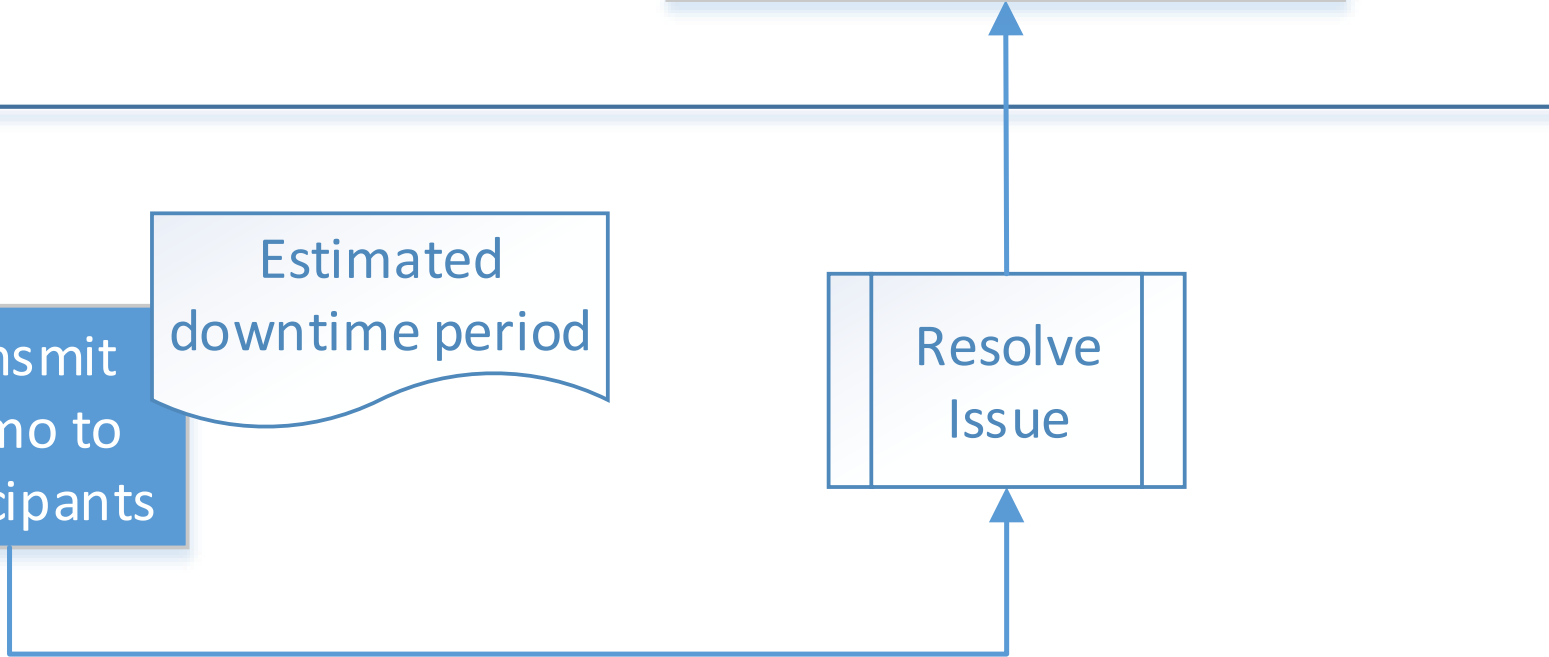 Estimated
downtime period
nsmit
mo to
cipants
Resolve
Issue